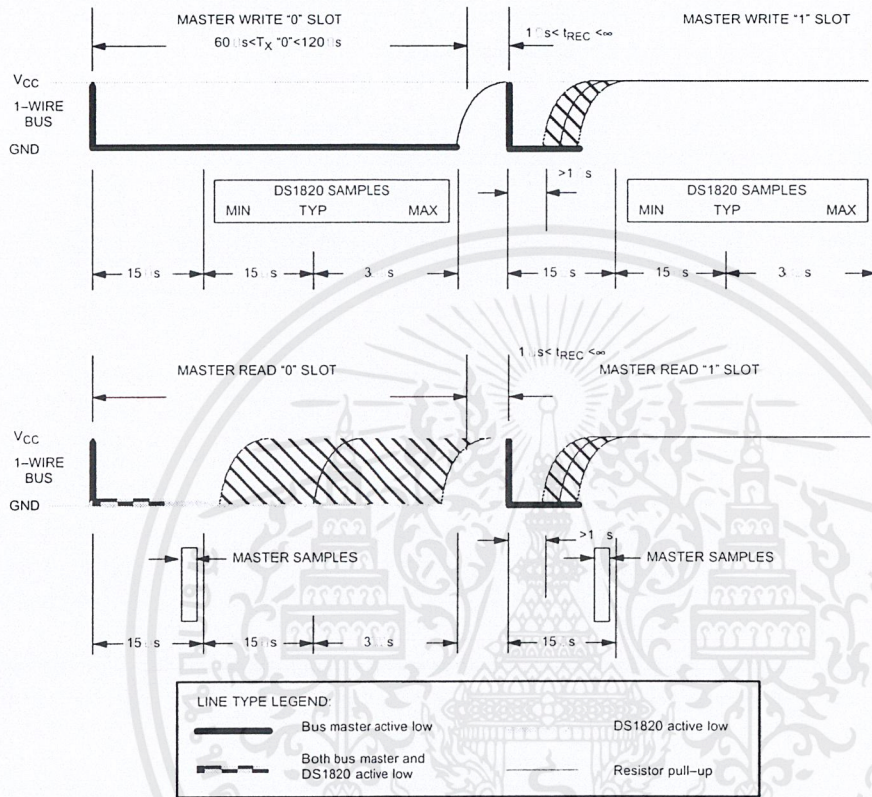 MASTER WRITE "0" SLOT
60 s<TX "0"<120 s
1 s< tREC <∞
MASTER WRITE "1" SLOT
VCC
1–WIRE
BUS
GND
>1 s
DS1820 SAMPLES
MIN TYP MAX
DS1820 SAMPLES
MIN TYP MAX
15 s 15 s 3 s 15 s 15 s 3 s
1 s< tREC <∞
MASTER READ "0" SLOT
MASTER READ "1" SLOT
VCC
1–WIRE
BUS
GND
>1 s
MASTER SAMPLES
MASTER SAMPLES
15 s 15 s 3 s 15 s
LINE TYPE LEGEND:
Bus master active low
DS1820 active low
Both bus master and
DS1820 active low
Resistor pull–up